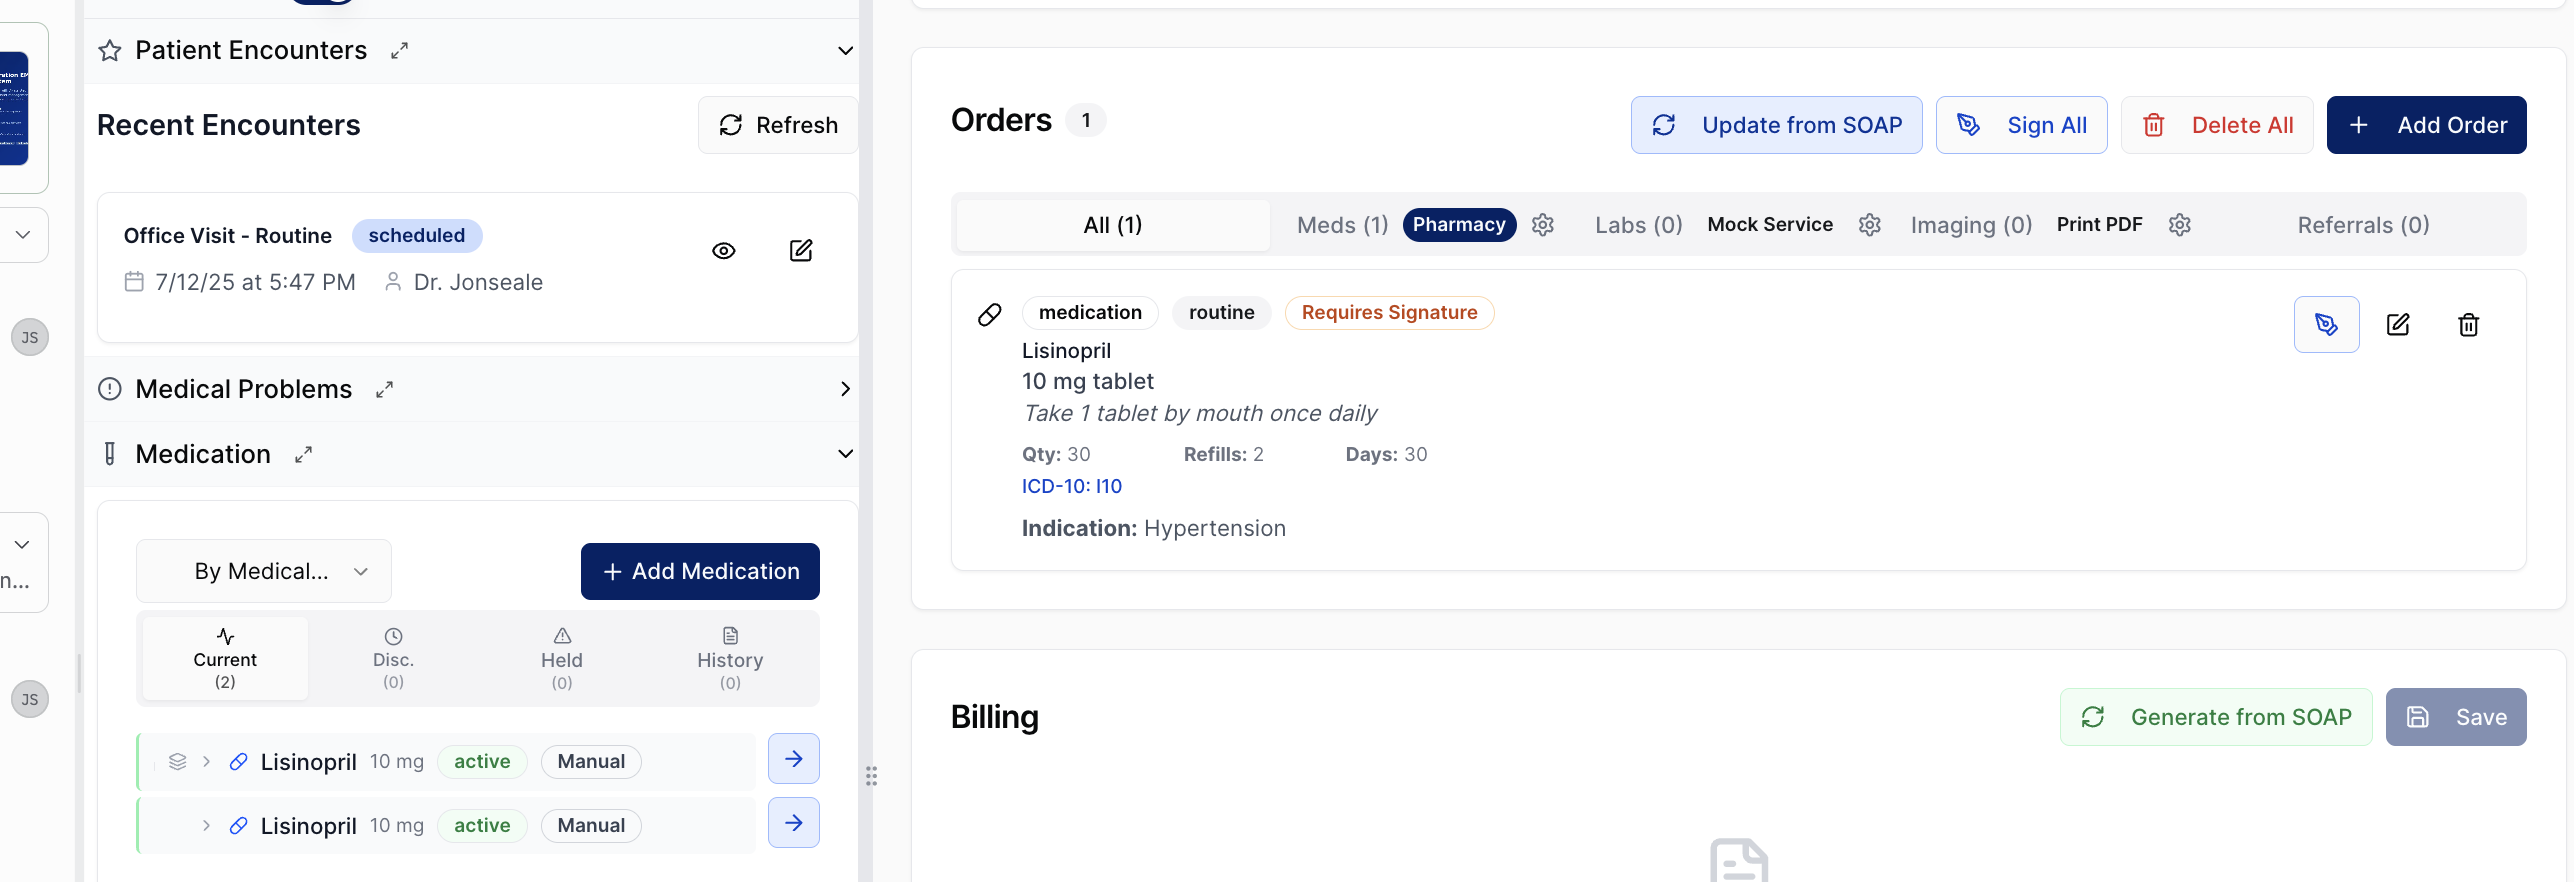 Patient Encounters
Recent Encounters
Refresh
Office Visit - Routine scheduled
7/12/25 at 5:47 PM Dr. Jonseale
Medical Problems
Medication
By Medical...
+ Add Medication
Current
(2)
Disc.
(0)
Held
(0)
History
(0)
Lisinopril 10 mg active Manual
Lisinopril 10 mg active Manual
JS
n...
JS
Orders 1
Update from SOAP
Sign All
Delete All
+ Add Order
All (1)
Meds (1) Pharmacy
Labs (0) Mock Service
Imaging (0) Print PDF
Referrals (0)
medication routine Requires Signature
Lisinopril
10 mg tablet
Take 1 tablet by mouth once daily
Qty: 30 Refills: 2 Days: 30
ICD-10: I10
Indication: Hypertension
Billing
Generate from SOAP
Save